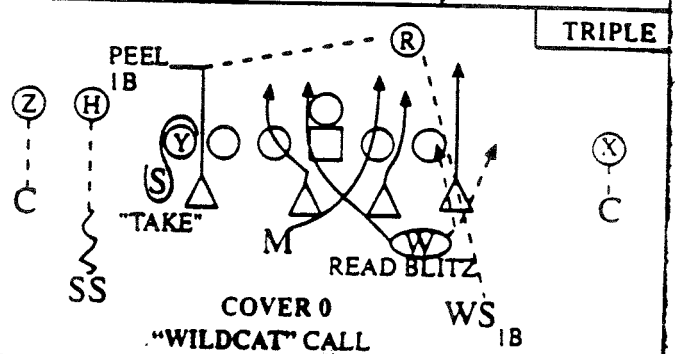 TRIPLE
PEEL
1B
R
Z
H
Y
X
S
C
C
"TAKE"
M
W
READ BLITZ
SS
WS
1B
COVER 0
"WILDCAT" CALL